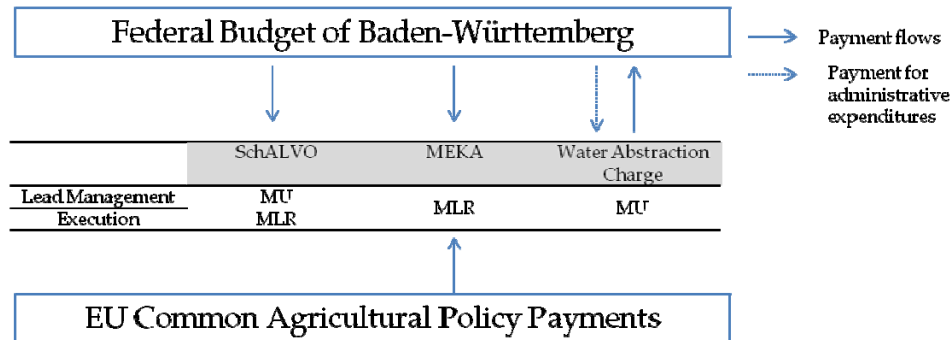 Federal Budget of Baden-Württemberg
Payment flows
Payment for
administrative
expenditures
SchALVO MEKA Water Abstraction
Charge
Lead Management MU MLR MU
Execution MLR
EU Common Agricultural Policy Payments